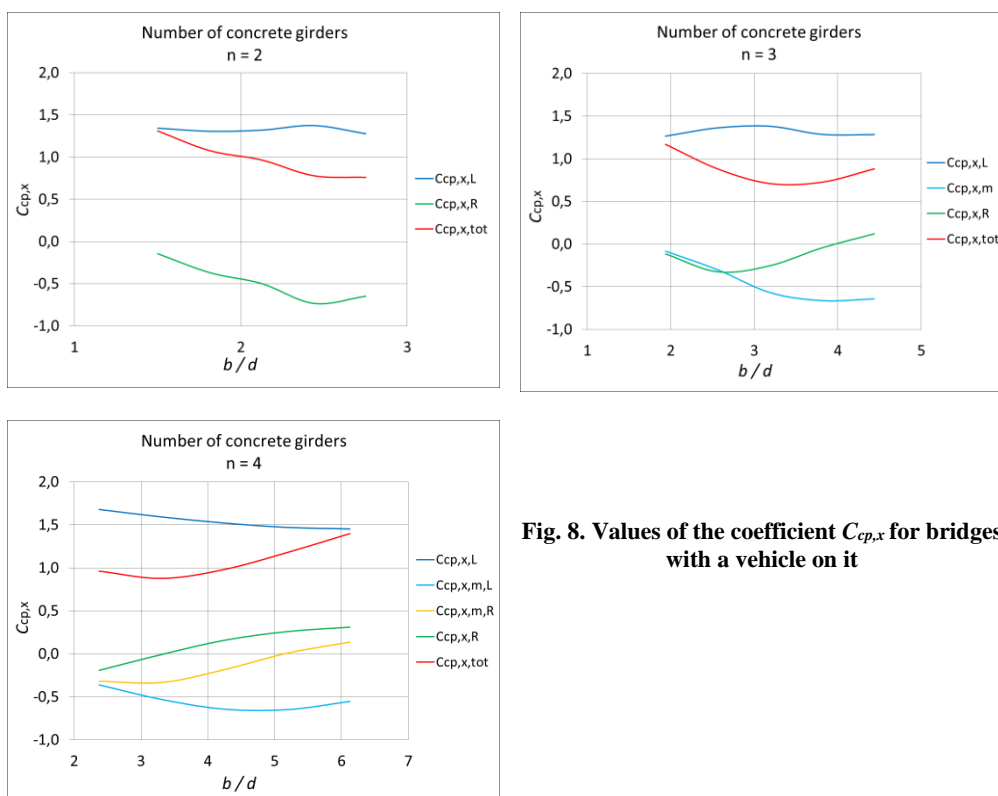 Number of concrete girders
n = 2
2,0
1,5
1,0
0,5
0,0
-0,5
-1,0
Ccp,x
1 2 3
b / d
Ccp,x,L
Ccp,x,R
Ccp,x,tot
Number of concrete girders
n = 3
2,0
1,5
1,0
0,5
0,0
-0,5
-1,0
Ccp,x
1 2 3 4 5
b / d
Ccp,x,L
Ccp,x,m
Ccp,x,R
Ccp,x,tot
Number of concrete girders
n = 4
2,0
1,5
1,0
0,5
0,0
-0,5
-1,0
Ccp,x
2 3 4 5 6 7
b / d
Ccp,x,L
Ccp,x,m,L
Ccp,x,m,R
Ccp,x,R
Ccp,x,tot
Fig. 8. Values of the coefficient Ccp,x for bridges
with a vehicle on it